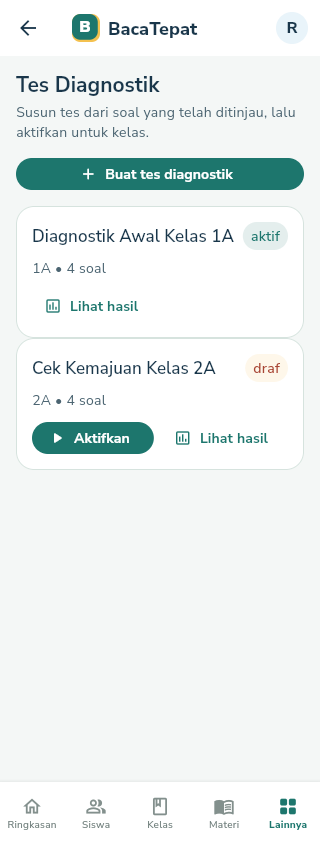 B BacaTepat R
Tes Diagnostik
Susun tes dari soal yang telah ditinjau, lalu
aktifkan untuk kelas.
Buat tes diagnostik
Diagnostik Awal Kelas 1A aktif
1A • 4 soal
Lihat hasil
Cek Kemajuan Kelas 2A draf
2A • 4 soal
Aktifkan Lihat hasil
Ringkasan Siswa Kelas Materi Lainnya